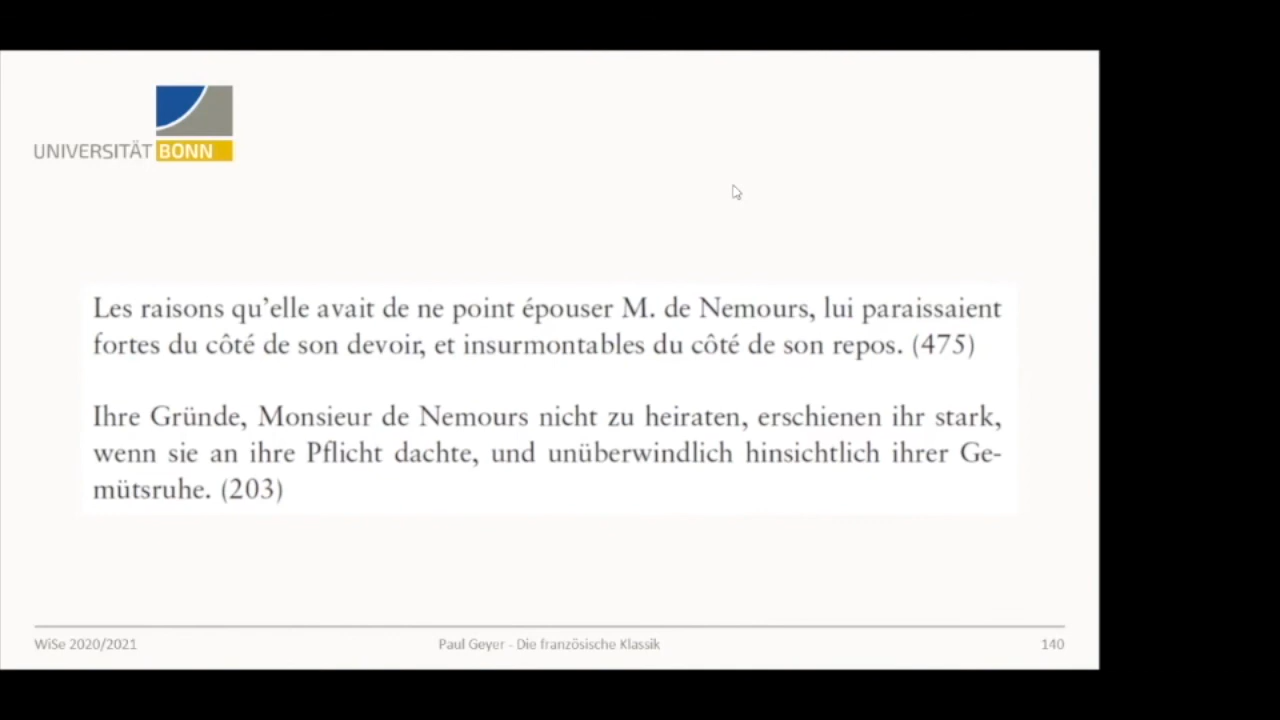 UNIVERSITÄT BONN
Les raisons qu'elle avait de ne point épouser M. de Nemours, lui paraissaient
fortes du côté de son devoir, et insurmontables du côté de son repos. (475)
Ihre Gründe, Monsieur de Nemours nicht zu heiraten, erschienen ihr stark,
wenn sie an ihre Pflicht dachte, und unüberwindlich hinsichtlich ihrer Ge-
mütsruhe. (203)
WiSe 2020/2021
Paul Geyer - Die französische Klassik
140